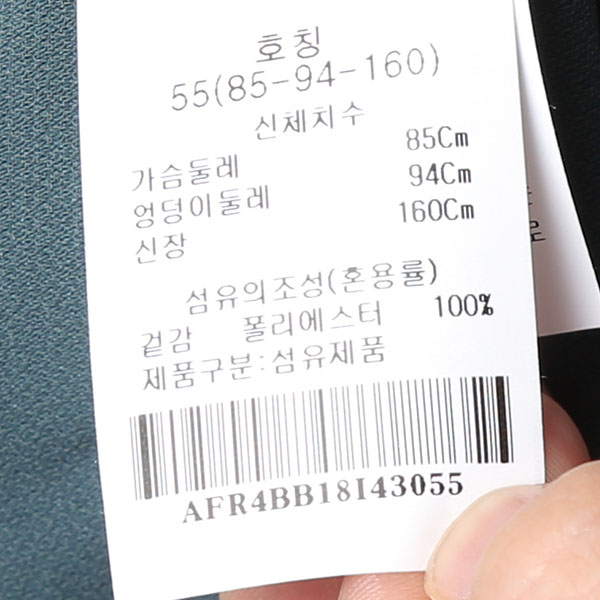 호칭
55(85-94-160)
신체치수
가슴둘레 85Cm
엉덩이둘레 94Cm
신장 160Cm
섬유의조성(혼용률)
겉감 폴리에스터 100%
제품구분:섬유제품
AFR4BB18I43055
로